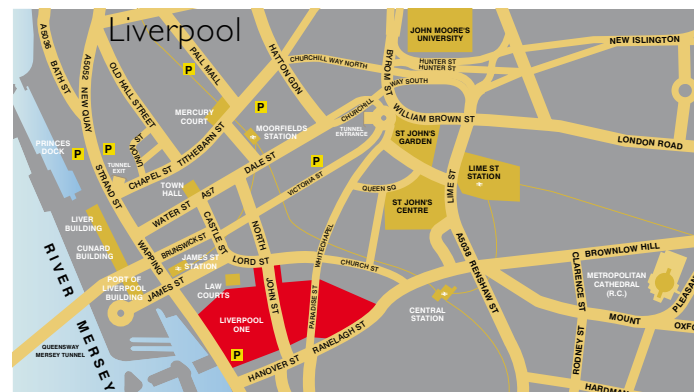 Liverpool
A5036
BATH ST
A5052 NEW QUAY
OLD HALL STREET
PALL MALL
HATTON GDN
CHURCHILL WAY NORTH
BYROM ST
JOHN MOORE'S
UNIVERSITY
HUNTER ST
HUNTER ST
WAY SOUTH
NEW ISLINGTON
P
P
MERCURY
COURT
MOORFIELDS
STATION
CHURCHILL
TUNNEL
ENTRANCE
WILLIAM BROWN ST
LONDON ROAD
PRINCES
DOCK
P
P
TUNNEL
EXIT
UNION
ST
CHAPEL ST
TITHEBARN ST
DALE ST
P
ST JOHN'S
GARDEN
LIME ST
LIME ST
STATION
STRAND ST
TOWN
HALL
A57
WATER ST
VICTORIA ST
QUEEN SQ
ST JOHN'S
CENTRE
LIVER
BUILDING
CUNARD
BUILDING
PORT OF
LIVERPOOL
BUILDING
WAPPING
BRUNSWICK ST
CASTLE ST
NORTH
JOHN ST
WHITECHAPEL
JAMES ST
STATION
JAMES ST
LORD ST
CHURCH ST
A5038
RENSHAW ST
BROWNLOW HILL
LAW
COURTS
LIVERPOOL
ONE
PARADISE ST
RANELAGH ST
HANOVER ST
P
CENTRAL
STATION
CLARENCE ST
METROPOLITAN
CATHEDRAL
(R.C.)
PLEASAN
MOUNT
OXFO
RODNEY ST
HARDMAN
RIVER MERSEY
QUEENSWAY
MERSEY TUNNEL